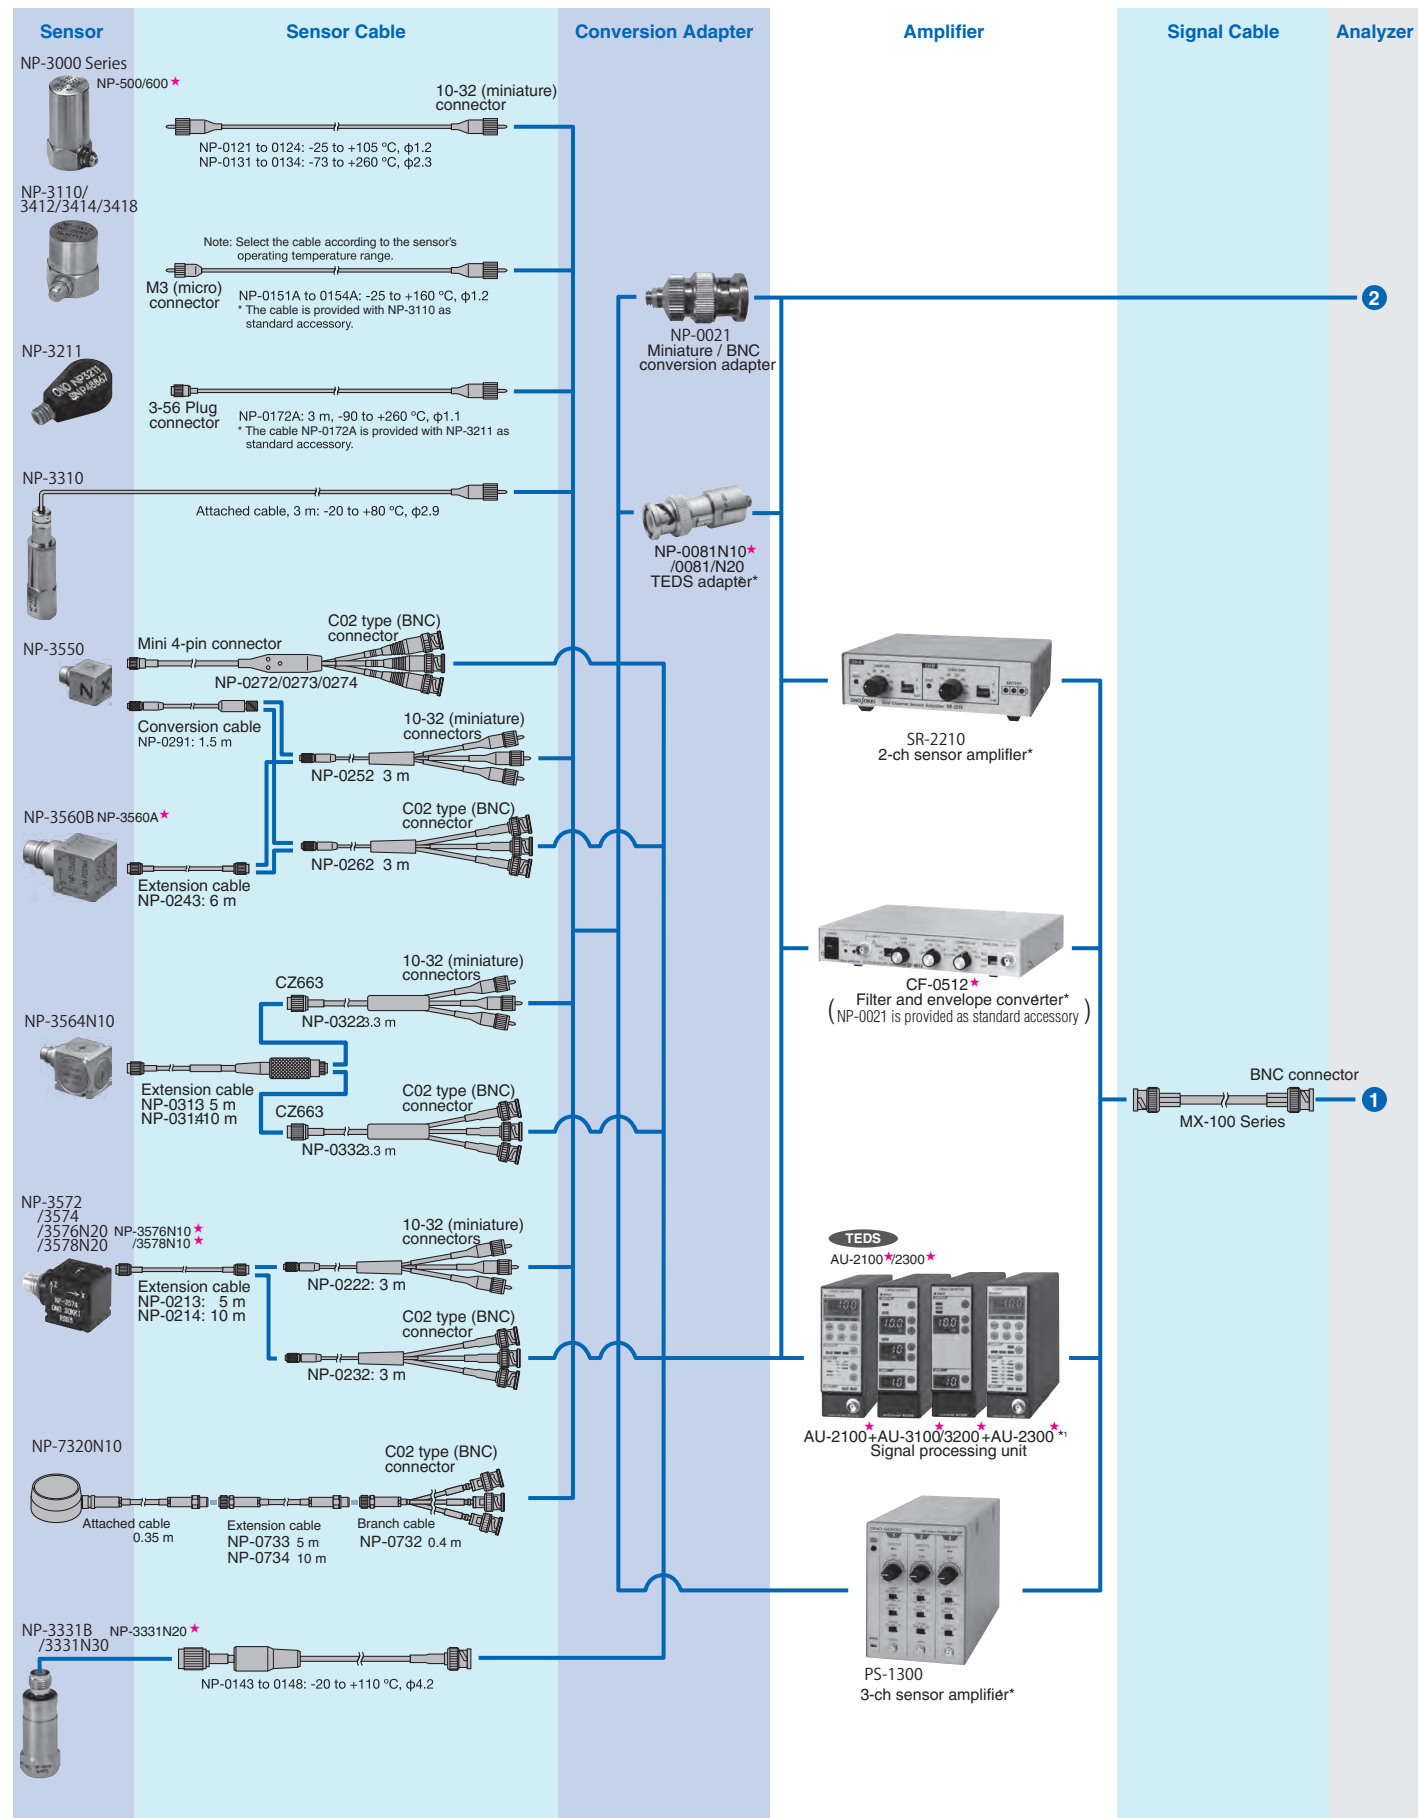 Sensor
Sensor Cable
Conversion Adapter
Amplifier
Signal Cable
Analyzer
NP-3000 Series
NP-500/600★
10-32 (miniature)
connector
NP-0121 to 0124: -25 to +105 ºC, φ1.2
NP-0131 to 0134: -73 to +260 ºC, φ2.3
NP-3110/
3412/3414/3418
Note: Select the cable according to the sensor's
operating temperature range.
M3 (micro)
connector
NP-0151A to 0154A: -25 to +160 ºC, φ1.2
* The cable is provided with NP-3110 as
standard accessory.
2
NP-0021
Miniature / BNC
conversion adapter
NP-3211
ONO NP3211
SNP48867
3-56 Plug
connector
NP-0172A: 3 m, -90 to +260 ºC, φ1.1
* The cable NP-0172A is provided with NP-3211 as
standard accessory.
NP-3310
Attached cable, 3 m: -20 to +80 ºC, φ2.9
NP-0081N10★
/0081/N20
TEDS adapter*
NP-3550
Z X
Mini 4-pin connector
C02 type (BNC)
connector
NP-0272/0273/0274
Conversion cable
NP-0291: 1.5 m
10-32 (miniature)
connectors
NP-0252 3 m
SR-2210
2-ch sensor amplifier*
NP-3560B NP-3560A★
C02 type (BNC)
connector
NP-0262 3 m
Extension cable
NP-0243: 6 m
CF-0512★
Filter and envelope converter*
(NP-0021 is provided as standard accessory)
NP-3564N10
CZ663
10-32 (miniature)
connectors
NP-0322 3.3 m
Extension cable
NP-0313 5 m
NP-0314 10 m
CZ663
C02 type (BNC)
connector
NP-0332 3.3 m
BNC connector
1
MX-100 Series
NP-3572
/3574
/3576N20 NP-3576N10★
/3578N20 /3578N10★
NP-3574
ONO SOKKI
Extension cable
NP-0213: 5 m
NP-0214: 10 m
10-32 (miniature)
connectors
NP-0222: 3 m
C02 type (BNC)
connector
NP-0232: 3 m
TEDS
AU-2100★/2300★
AU-2100★+AU-3100★/3200★+AU-2300★ *1
Signal processing unit
NP-7320N10
C02 type (BNC)
connector
Attached cable
0.35 m
Extension cable
NP-0733 5 m
NP-0734 10 m
Branch cable
NP-0732 0.4 m
NP-3331B NP-3331N20★
/3331N30
NP-0143 to 0148: -20 to +110 ºC, φ4.2
PS-1300
3-ch sensor amplifier*